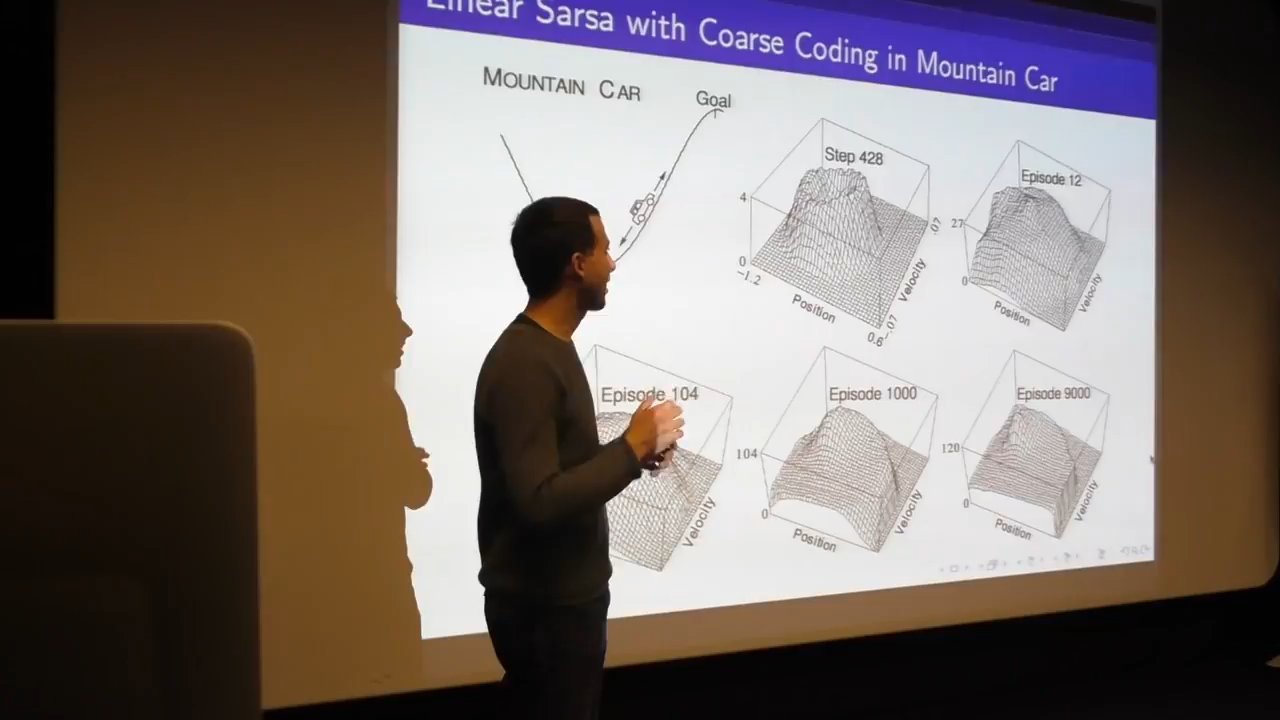 Linear Sarsa with Coarse Coding in Mountain Car
MOUNTAIN CAR
Goal
Step 428
4
0
-1.2
Position
0.6
-.07
Velocity
.07
Episode 12
27
0
Position
Velocity
Episode 104
Velocity
Episode 1000
104
0
Position
Velocity
Episode 9000
120
0
Position
Velocity